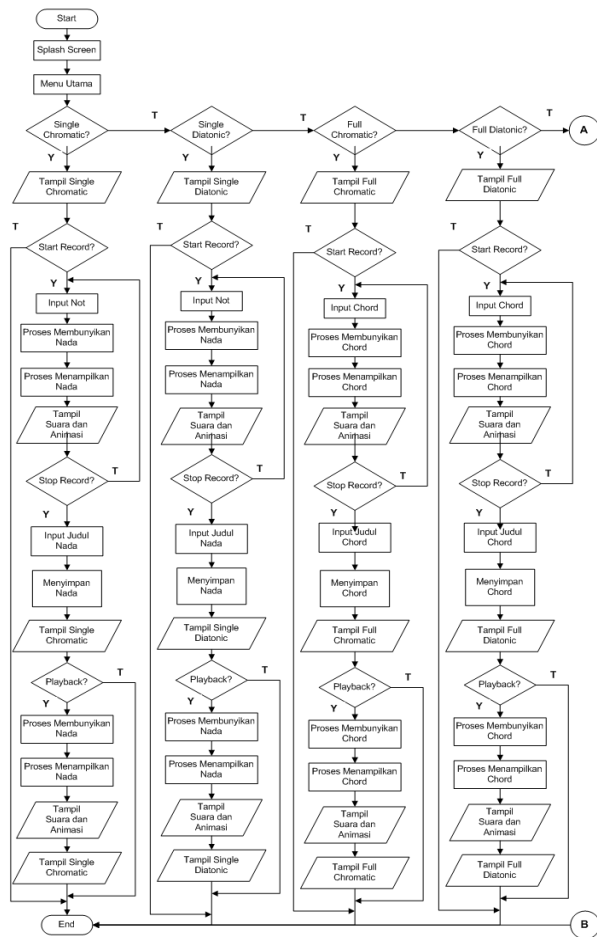 Start
Splash Screen
Menu Utama
Single
Chromatic?
T
Y
Tampil Single
Chromatic
T
Start Record?
Y
Input Not
Proses Membunyikan
Nada
Proses Menampilkan
Nada
Tampil
Suara dan
Animasi
Stop Record?
T
Y
Input Judul
Nada
Menyimpan
Nada
Tampil Single
Chromatic
Playback?
T
Y
Proses Membunyikan
Nada
Proses Menampilkan
Nada
Tampil
Suara dan
Animasi
Tampil Single
Chromatic
End
Single
Diatonic?
T
Y
Tampil Single
Diatonic
T
Start Record?
Y
Input Not
Proses Membunyikan
Nada
Proses Menampilkan
Nada
Tampil
Suara dan
Animasi
Stop Record?
T
Y
Input Judul
Nada
Menyimpan
Nada
Tampil Single
Diatonic
Playback?
T
Y
Proses Membunyikan
Nada
Proses Menampilkan
Nada
Tampil
Suara dan
Animasi
Tampil Single
Diatonic
Full
Chromatic?
T
Y
Tampil Full
Chromatic
T
Start Record?
Y
Input Chord
Proses Membunyikan
Chord
Proses Menampilkan
Chord
Tampil
Suara dan
Animasi
Stop Record?
T
Y
Input Judul
Chord
Menyimpan
Chord
Tampil Full
Chromatic
Playback?
T
Y
Proses Membunyikan
Chord
Proses Menampilkan
Chord
Tampil
Suara dan
Animasi
Tampil Full
Chromatic
Full Diatonic?
T
A
Y
Tampil Full
Diatonic
T
Start Record?
Y
Input Chord
Proses Membunyikan
Chord
Proses Menampilkan
Chord
Tampil
Suara dan
Animasi
Stop Record?
T
Y
Input Judul
Chord
Menyimpan
Chord
Tampil Full
Diatonic
Playback?
T
Y
Proses Membunyikan
Chord
Proses Menampilkan
Chord
Tampil
Suara dan
Animasi
Tampil Full
Diatonic
B